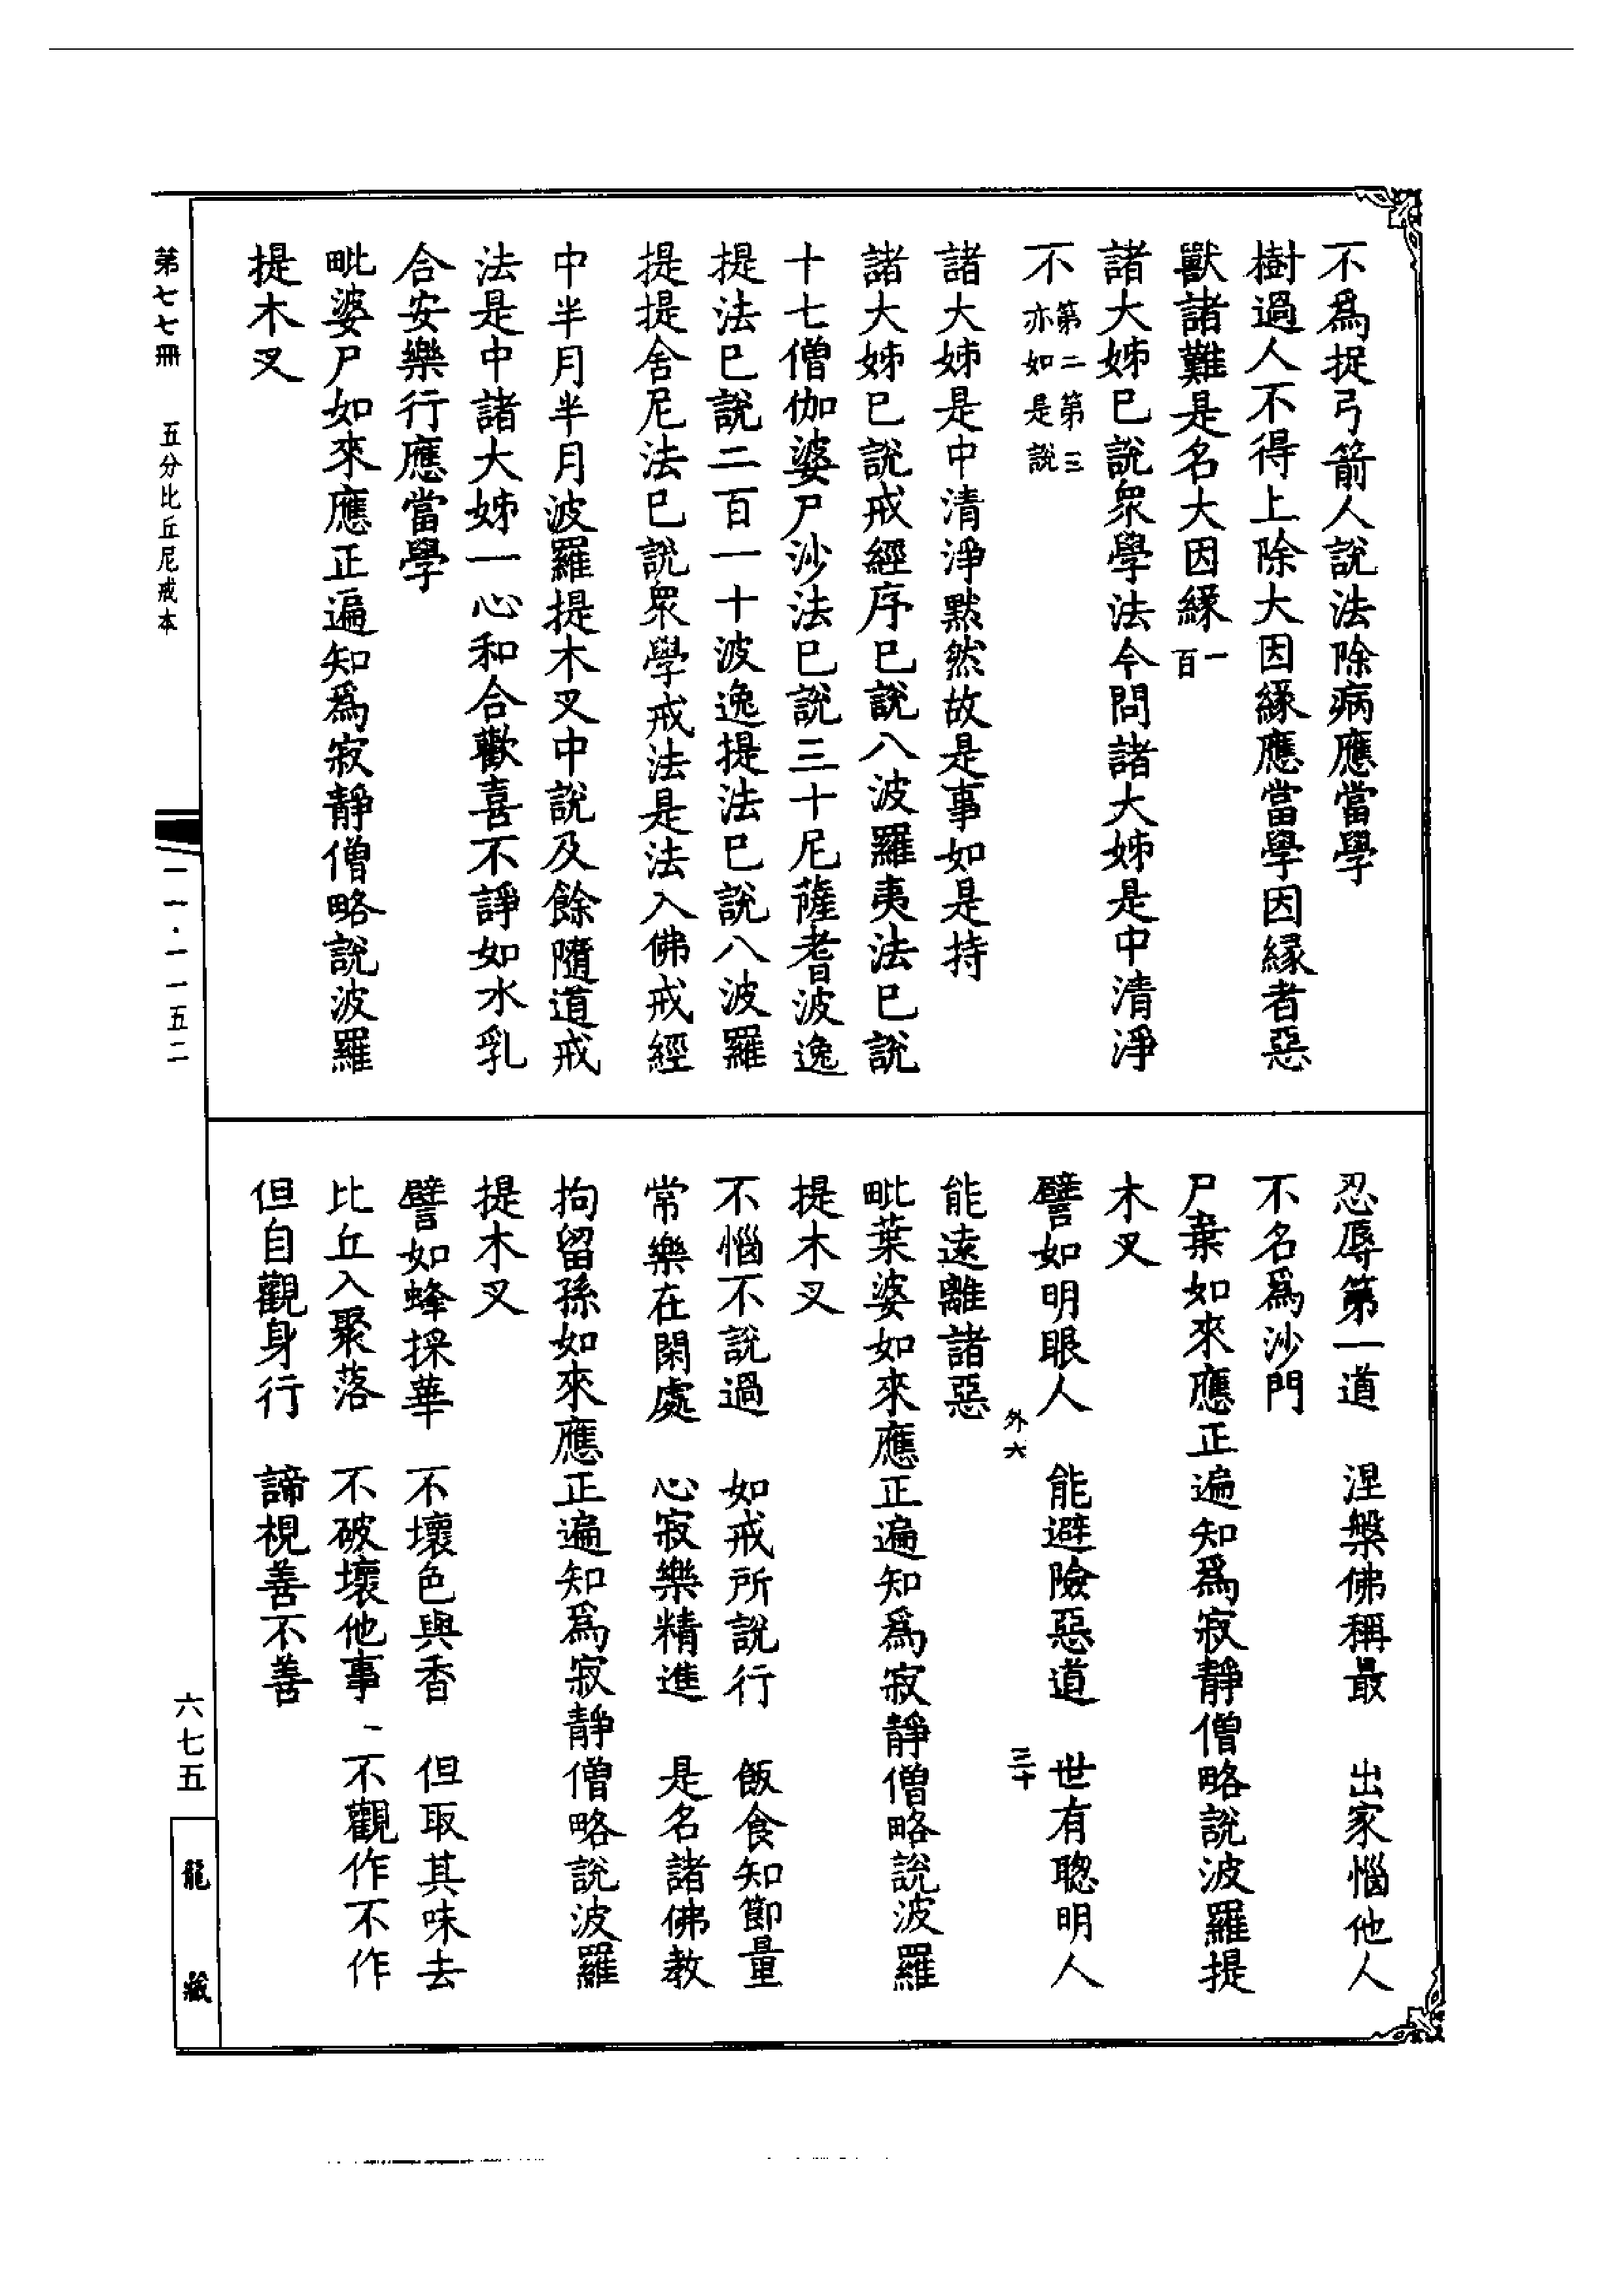 不爲捉弓箭人說法除病應當學
樹過人不得上除大因緣應當學因緣者惡
獸諸難是名大因緣一百
諸大姊已說衆學法今問諸大姊是中清淨
不第二第三亦如是說
諸大姊是中清淨默然故是事如是持
諸大姊已說戒經序已說八波羅夷法已說
十七僧伽婆尸沙法已說三十尼薩耆波逸
提法已說二百一十波逸提法已說八波羅
提提舍尼法已說衆學戒法是法入佛戒經
中半月半月波羅提木叉中說及餘隨道戒
法是中諸大姊一心和合歡喜不諍如水乳
合安樂行應當學
毗婆尸如來應正遍知爲寂靜僧略說波羅
提木叉
忍辱第一道　涅槃佛稱最　出家惱他人
不名爲沙門
尸棄如來應正遍知爲寂靜僧略說波羅提
木叉
譬如明眼人　能避險惡道　世有聰明人
外六　三十
能遠離諸惡
毗葉婆如來應正遍知爲寂靜僧略說波羅
提木叉
不惱不說過　如戒所說行　飯食知節量
常樂在閑處　心寂樂精進　是名諸佛教
拘留孫如來應正遍知爲寂靜僧略說波羅
提木叉
譬如蜂採華　不壞色與香　但取其味去
比丘入聚落　不破壞他事　不觀作不作
但自觀身行　諦視善不善
第七七冊　五分比丘尼戒本
一一·一一五二
六七五
龍藏